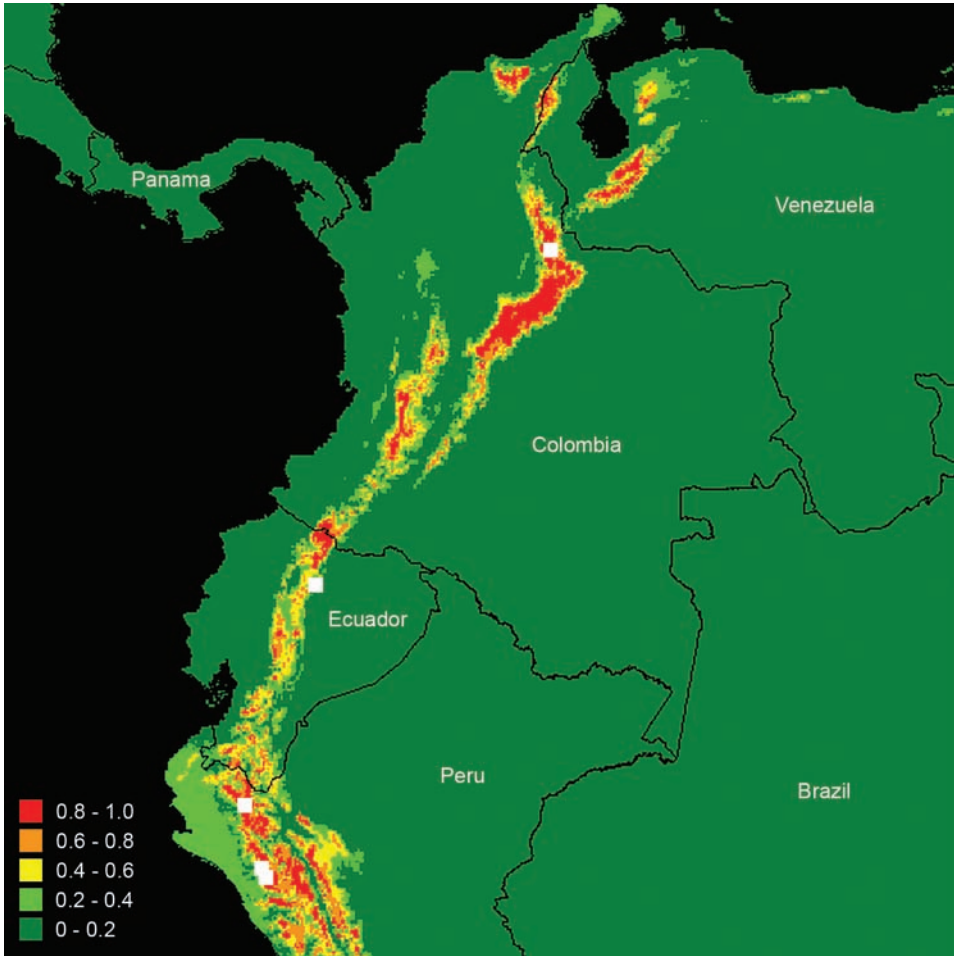 Panama
Venezuela
Colombia
Ecuador
Peru
Brazil
0.8 - 1.0
0.6 - 0.8
0.4 - 0.6
0.2 - 0.4
0 - 0.2